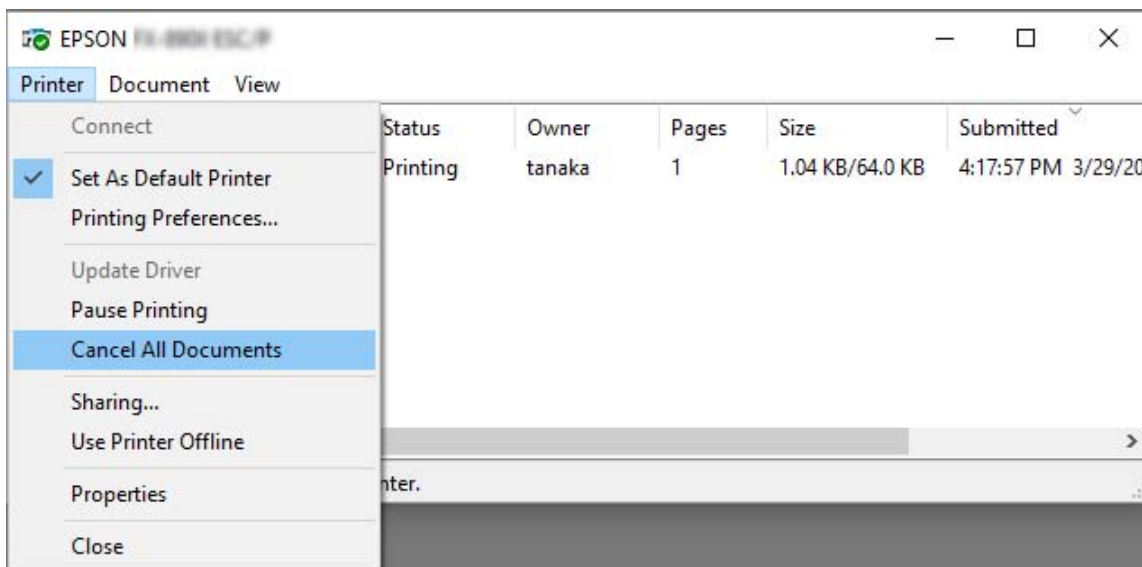 EPSON
Printer Document View
Connect
Set As Default Printer
Printing Preferences...
Update Driver
Pause Printing
Cancel All Documents
Sharing...
Use Printer Offline
Properties
Close
Status Owner Pages Size Submitted
Printing tanaka 1 1.04 KB/64.0 KB 4:17:57 PM 3/29/20
nter.